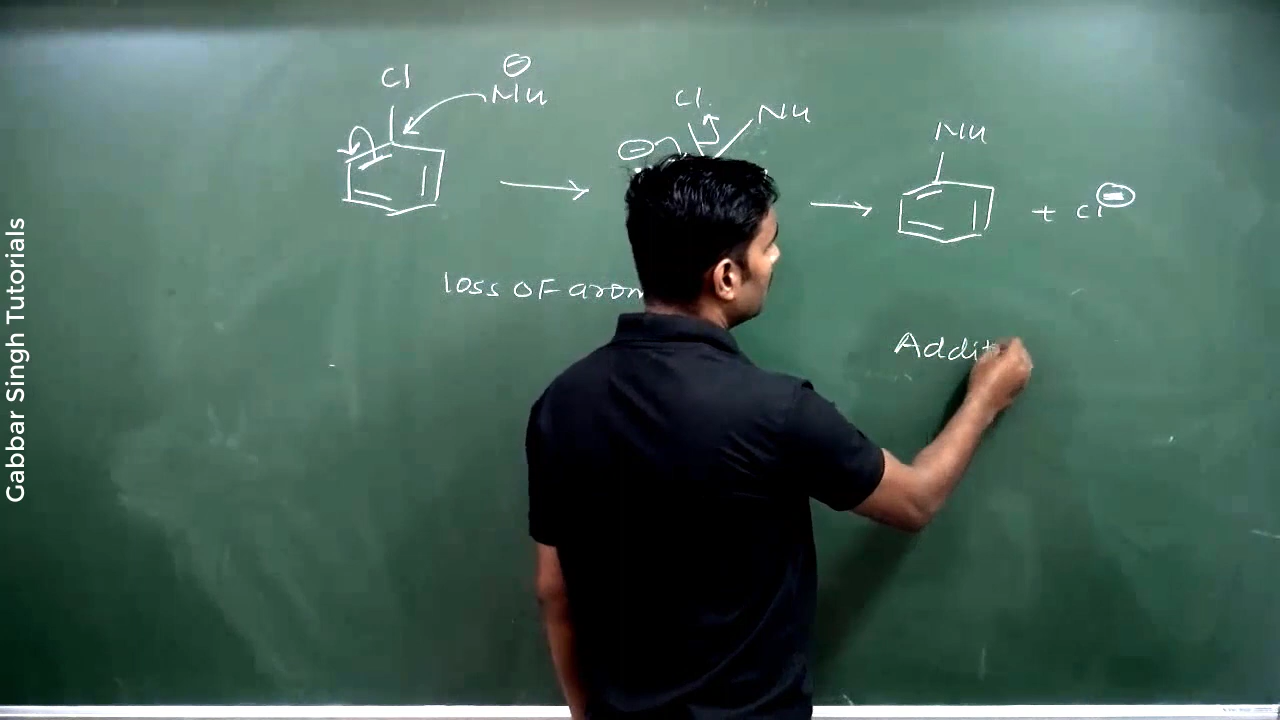 Gabbar Singh Tutorials
Cl
⊖
Nu
Cl
Nu
⊖
Nu
+ Cl ⊖
loss of arom
Addit